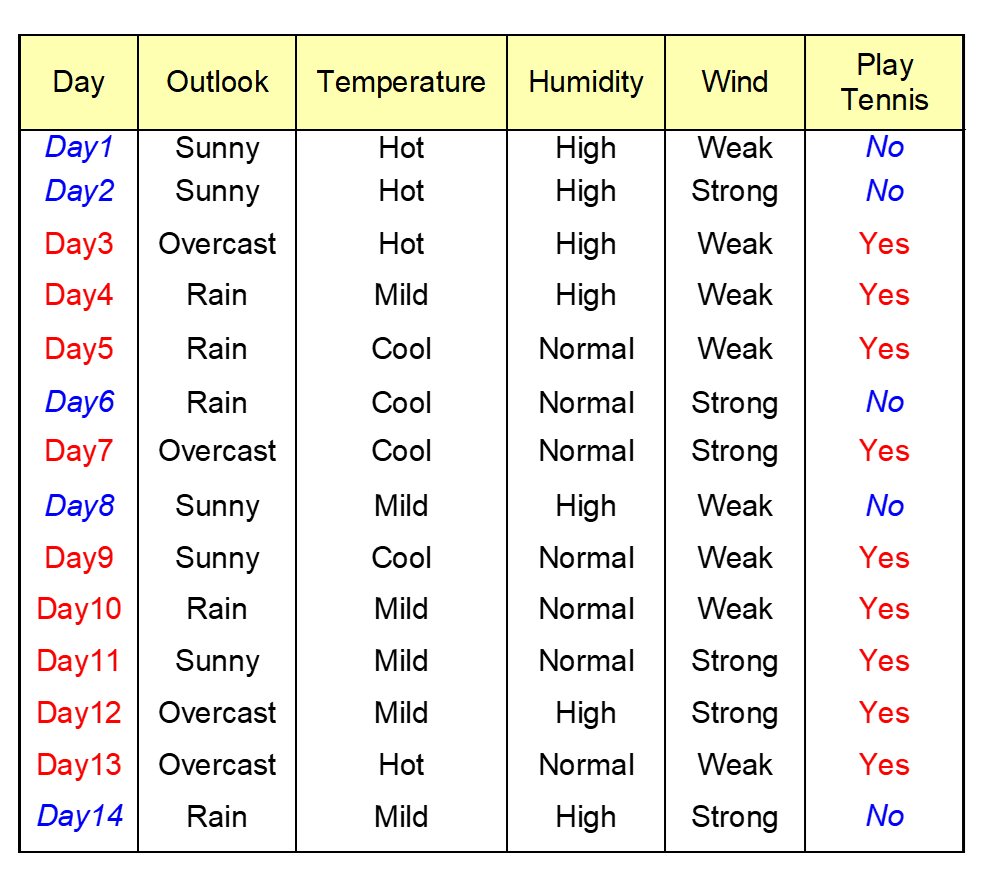 Day Outlook Temperature Humidity Wind Play Tennis
Day1 Sunny Hot High Weak No
Day2 Sunny Hot High Strong No
Day3 Overcast Hot High Weak Yes
Day4 Rain Mild High Weak Yes
Day5 Rain Cool Normal Weak Yes
Day6 Rain Cool Normal Strong No
Day7 Overcast Cool Normal Strong Yes
Day8 Sunny Mild High Weak No
Day9 Sunny Cool Normal Weak Yes
Day10 Rain Mild Normal Weak Yes
Day11 Sunny Mild Normal Strong Yes
Day12 Overcast Mild High Strong Yes
Day13 Overcast Hot Normal Weak Yes
Day14 Rain Mild High Strong No